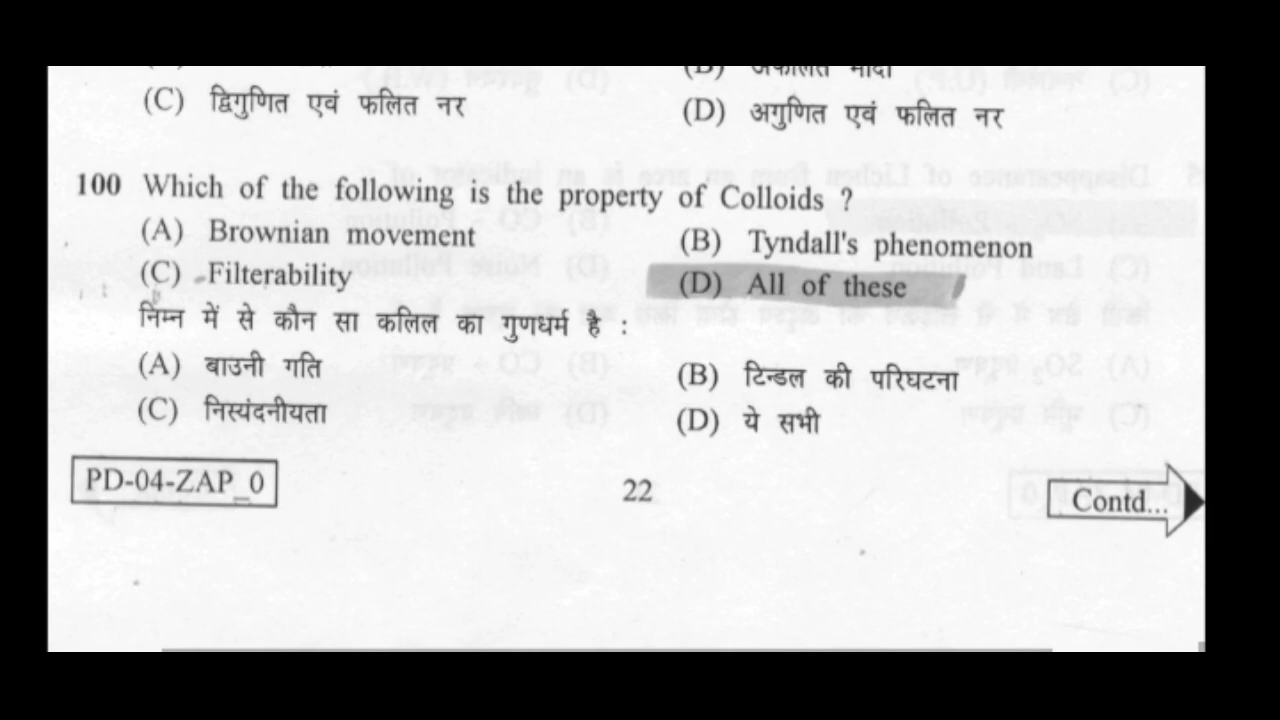 (B) अफलित मादा
(C) द्विगुणित एवं फलित नर (D) अगुणित एवं फलित नर
100 Which of the following is the property of Colloids ?
(A) Brownian movement (B) Tyndall's phenomenon
(C) Filterability (D) All of these
निम्न में से कौन सा कलिल का गुणधर्म है :
(A) बाउनी गति (B) टिन्डल की परिघटना
(C) निस्यंदनीयता (D) ये सभी
PD-04-ZAP_0 22 Contd...